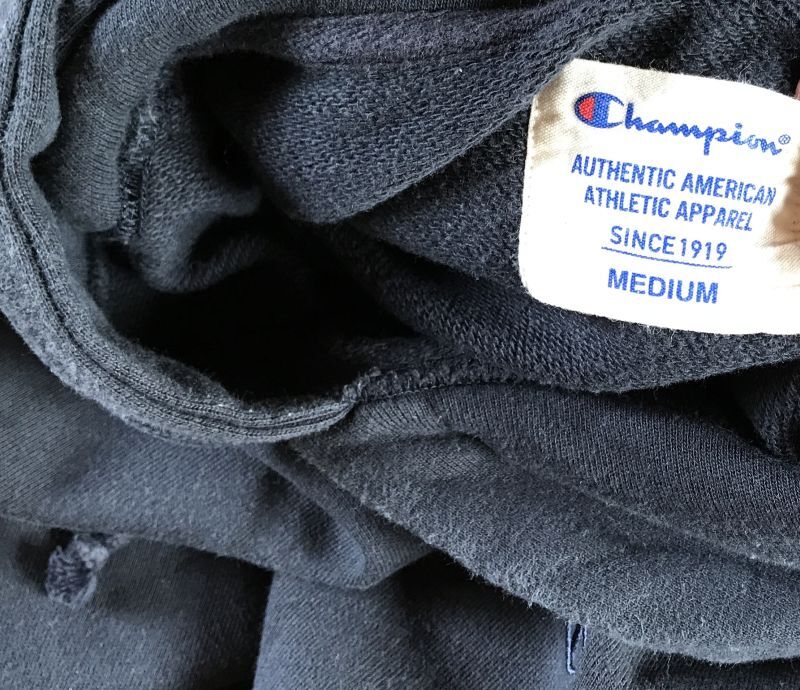 Champion®
AUTHENTIC AMERICAN
ATHLETIC APPAREL
SINCE 1919
MEDIUM